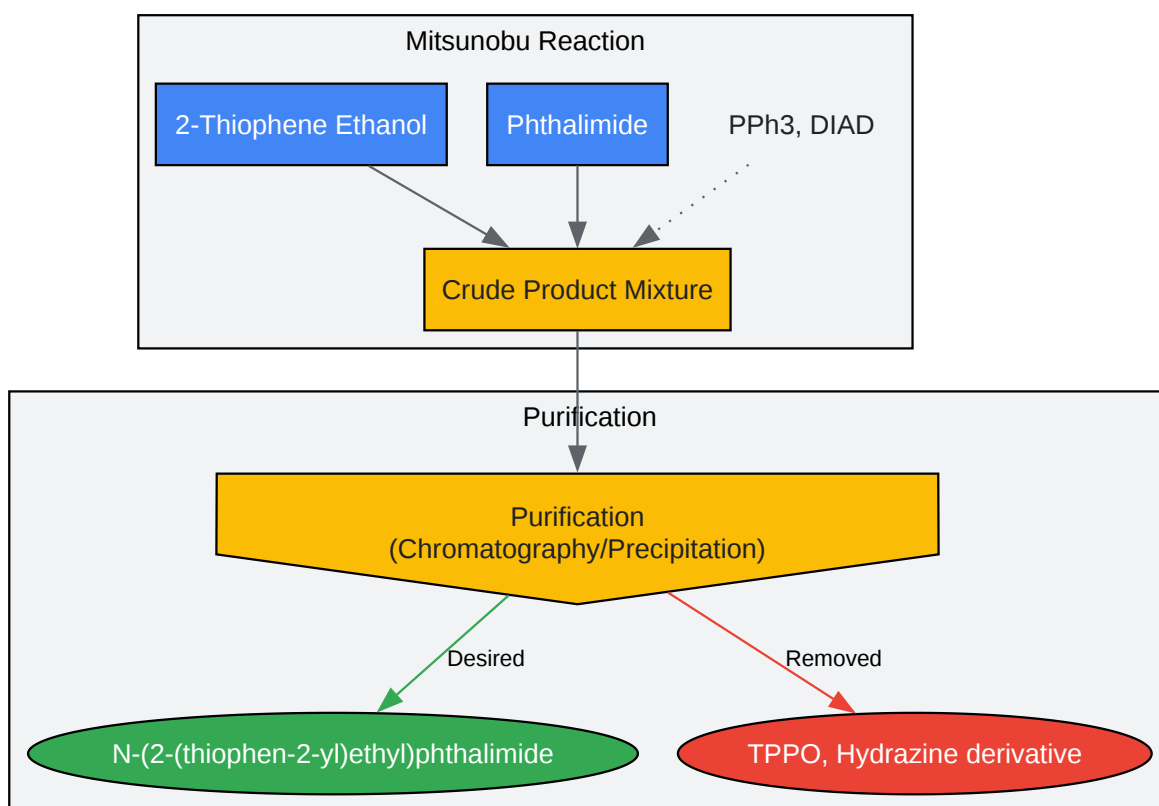 Mitsunobu Reaction
2-Thiophene Ethanol
Phthalimide
PPh3, DIAD
Crude Product Mixture
Purification
Purification
(Chromatography/Precipitation)
Desired
Removed
N-(2-(thiophen-2-yl)ethyl)phthalimide
TPPO, Hydrazine derivative